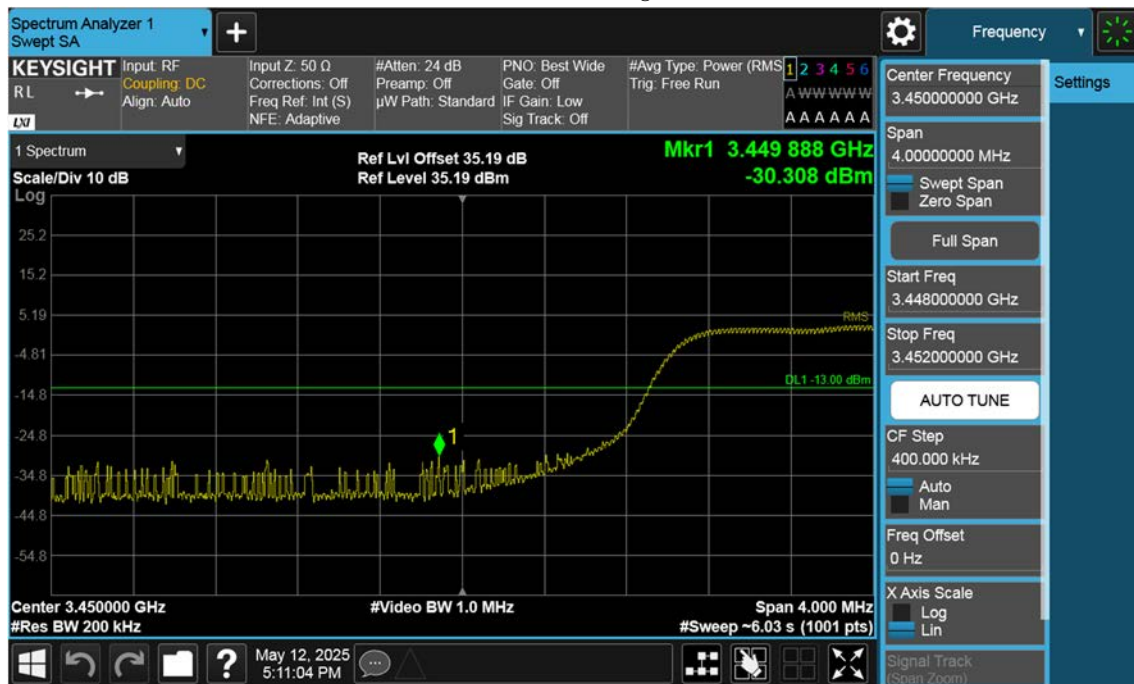 Spectrum Analyzer 1
Swept SA
Frequency
KEYSIGHT
RL
LXI
Input: RF
Coupling: DC
Align: Auto
Input Z: 50 Ω
Corrections: Off
Freq Ref: Int (S)
NFE: Adaptive
#Atten: 24 dB
Preamp: Off
µW Path: Standard
PNO: Best Wide
Gate: Off
IF Gain: Low
Sig Track: Off
#Avg Type: Power (RMS
Trig: Free Run
1 2 3 4 5 6
A W W W W W
A A A A A A
1 Spectrum
Scale/Div 10 dB
Ref Lvl Offset 35.19 dB
Ref Level 35.19 dBm
Mkr1 3.449 888 GHz
-30.308 dBm
Log
25.2
15.2
5.19
-4.81
-14.8
-24.8
-34.8
-44.8
-54.8
RMS
DL1 -13.00 dBm
1
Center 3.450000 GHz
#Res BW 200 kHz
#Video BW 1.0 MHz
Span 4.000 MHz
#Sweep ~6.03 s (1001 pts)
Center Frequency
3.450000000 GHz
Span
4.00000000 MHz
Swept Span
Zero Span
Full Span
Start Freq
3.448000000 GHz
Stop Freq
3.452000000 GHz
AUTO TUNE
CF Step
400.000 kHz
Auto
Man
Freq Offset
0 Hz
X Axis Scale
Log
Lin
Signal Track
(Span Zoom)
Settings
?
May 12, 2025
5:11:04 PM